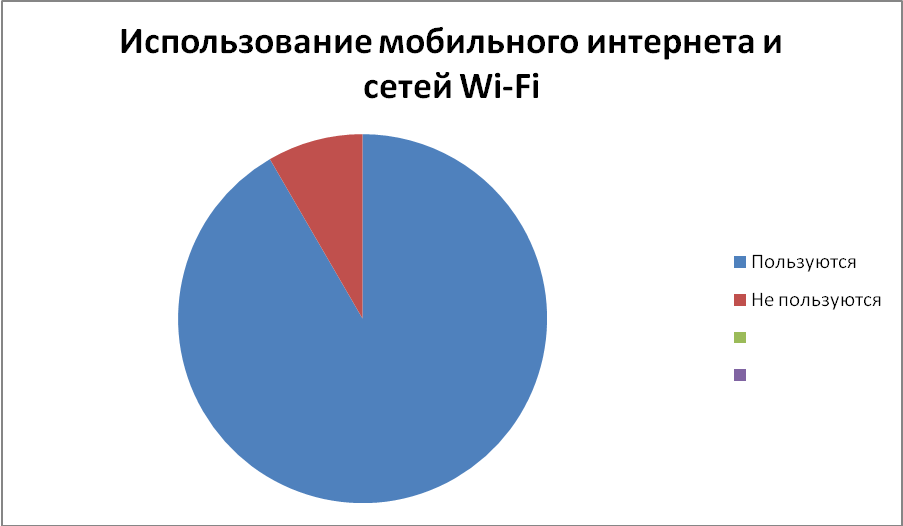 Использование мобильного интернета и
сетей Wi-Fi
Пользуются
Не пользуются